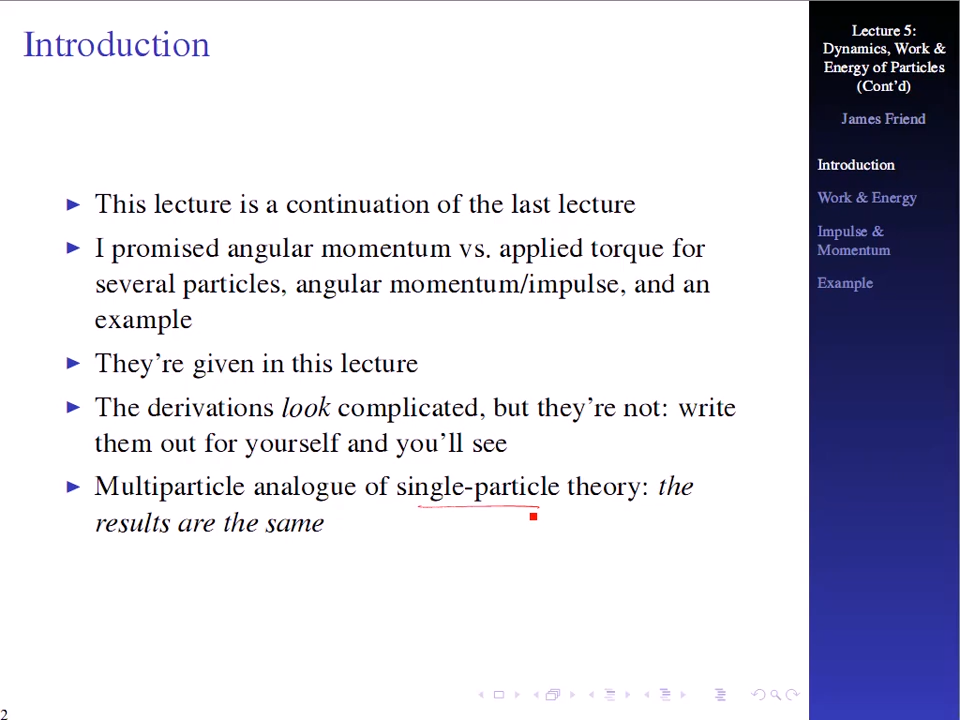 Introduction
▶ This lecture is a continuation of the last lecture
▶ I promised angular momentum vs. applied torque for
several particles, angular momentum/impulse, and an
example
▶ They’re given in this lecture
▶ The derivations look complicated, but they’re not: write
them out for yourself and you’ll see
▶ Multiparticle analogue of single-particle theory: the
results are the same
2
Lecture 5:
Dynamics, Work &
Energy of Particles
(Cont’d)
James Friend
Introduction
Work & Energy
Impulse &
Momentum
Example